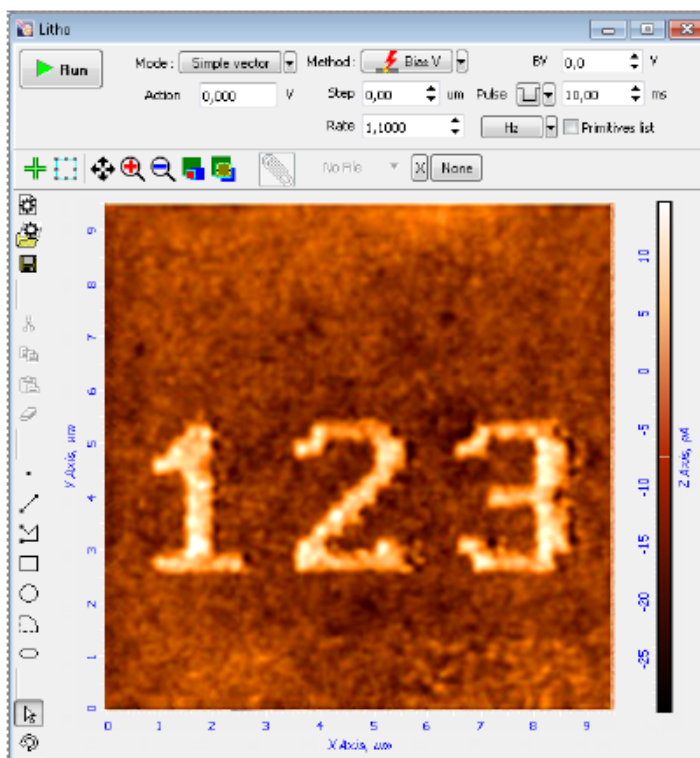 Litho
Run Mode: Simple vector Method: Bias V BV 0,0 V
Action 0,000 V Step 0,00 um Pulse 10,00 ms
Rate 1,1000 Hz Primitives list
No File X None
9
8
7
6
5
4
3
2
1
0
Y Axis, um
1 2 3
0 1 2 3 4 5 6 7 8 9
X Axis, um
10
5
0
-5
-10
-15
-20
-25
Z Axis, pA